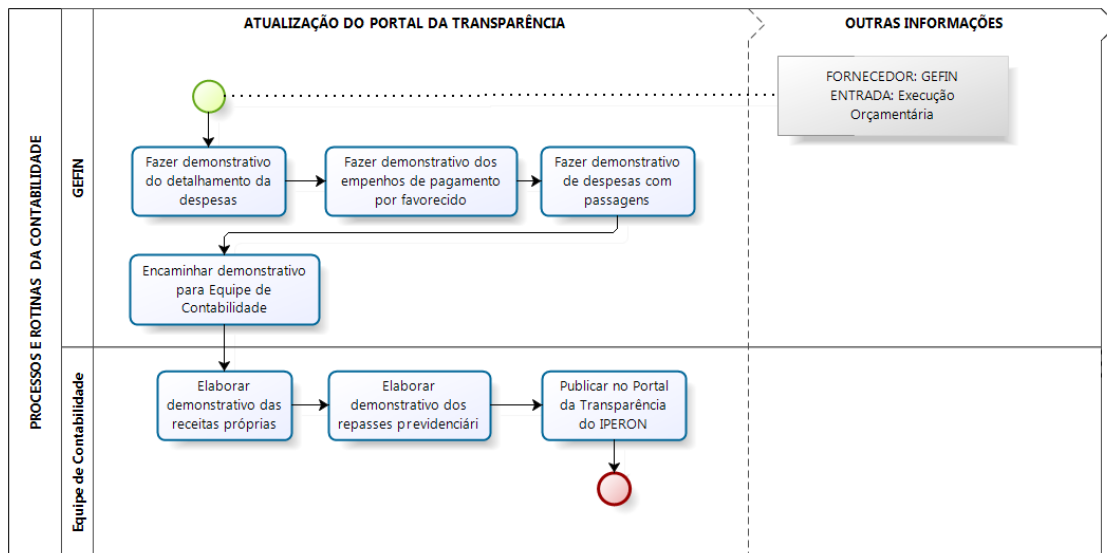 ATUALIZAÇÃO DO PORTAL DA TRANSPARÊNCIA
OUTRAS INFORMAÇÕES
PROCESSOS E ROTINAS DA CONTABILIDADE
GEFIN
FORNECEDOR: GEFIN
ENTRADA: Execução
Orçamentária
Fazer demonstrativo
do detalhamento da
despesas
Fazer demonstrativo dos
empenhos de pagamento
por favorecido
Fazer demonstrativo
de despesas com
passagens
Encaminhar demonstrativo
para Equipe de
Contabilidade
Equipe de Contabilidade
Elaborar
demonstrativo das
receitas próprias
Elaborar
demonstrativo dos
repasses previdenciári
Publicar no Portal
da Transparência
do IPERON